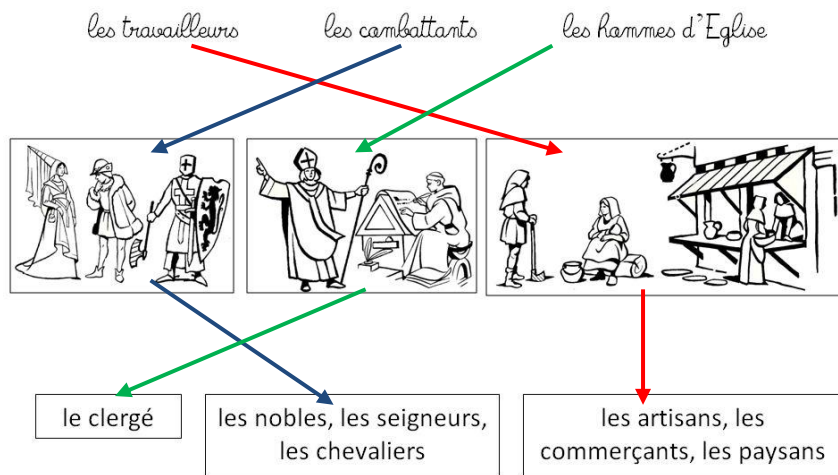 les travailleurs
les combattants
les hommes d'Eglise
le clergé
les nobles, les seigneurs,
les chevaliers
les artisans, les
commerçants, les paysans